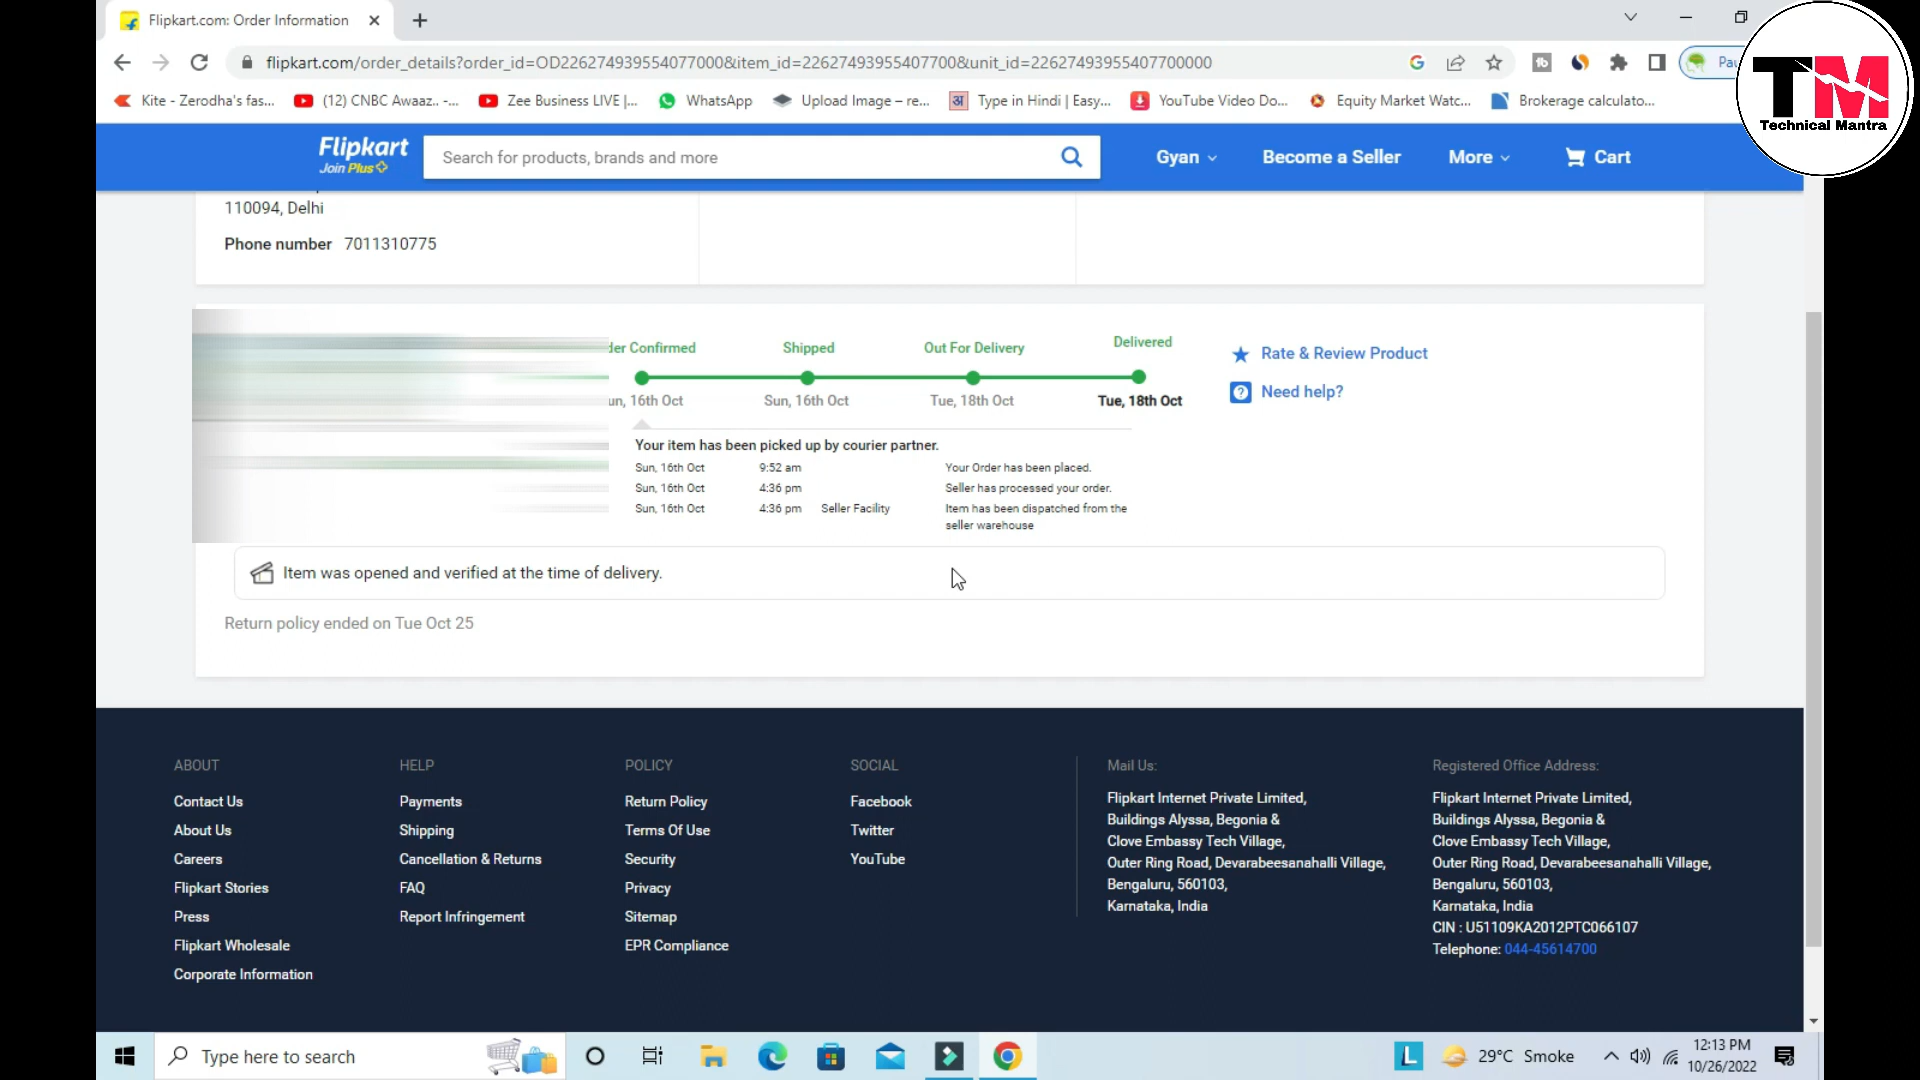 Flipkart.com: Order Information
flipkart.com/order_details?order_id=OD226274939554077000&item_id=226274939554077000&unit_id=22627493955407700000
Kite - Zerodha's fas...
(12) CNBC Awaaz.. -...
Zee Business LIVE |...
WhatsApp
Upload Image – re...
Type in Hindi | Easy...
YouTube Video Do...
Equity Market Watc...
Brokerage calculato...
TM
Technical Mantra
Flipkart
Join Plus
Search for products, brands and more
Gyan
Become a Seller
More
Cart
110094, Delhi
Phone number 7011310775
der Confirmed
Shipped
Out For Delivery
Delivered
un, 16th Oct
Sun, 16th Oct
Tue, 18th Oct
Tue, 18th Oct
Rate & Review Product
Need help?
Your item has been picked up by courier partner.
Sun, 16th Oct 9:52 am Your Order has been placed.
Sun, 16th Oct 4:36 pm Seller has processed your order.
Sun, 16th Oct 4:36 pm Seller Facility Item has been dispatched from the
seller warehouse
Item was opened and verified at the time of delivery.
Return policy ended on Tue Oct 25
ABOUT
Contact Us
About Us
Careers
Flipkart Stories
Press
Flipkart Wholesale
Corporate Information
HELP
Payments
Shipping
Cancellation & Returns
FAQ
Report Infringement
POLICY
Return Policy
Terms Of Use
Security
Privacy
Sitemap
EPR Compliance
SOCIAL
Facebook
Twitter
YouTube
Mail Us:
Flipkart Internet Private Limited,
Buildings Alyssa, Begonia &
Clove Embassy Tech Village,
Outer Ring Road, Devarabeesanahalli Village,
Bengaluru, 560103,
Karnataka, India
Registered Office Address:
Flipkart Internet Private Limited,
Buildings Alyssa, Begonia &
Clove Embassy Tech Village,
Outer Ring Road, Devarabeesanahalli Village,
Bengaluru, 560103,
Karnataka, India
CIN : U51109KA2012PTC066107
Telephone: 044-45614700
Type here to search
29°C Smoke
12:13 PM
10/26/2022